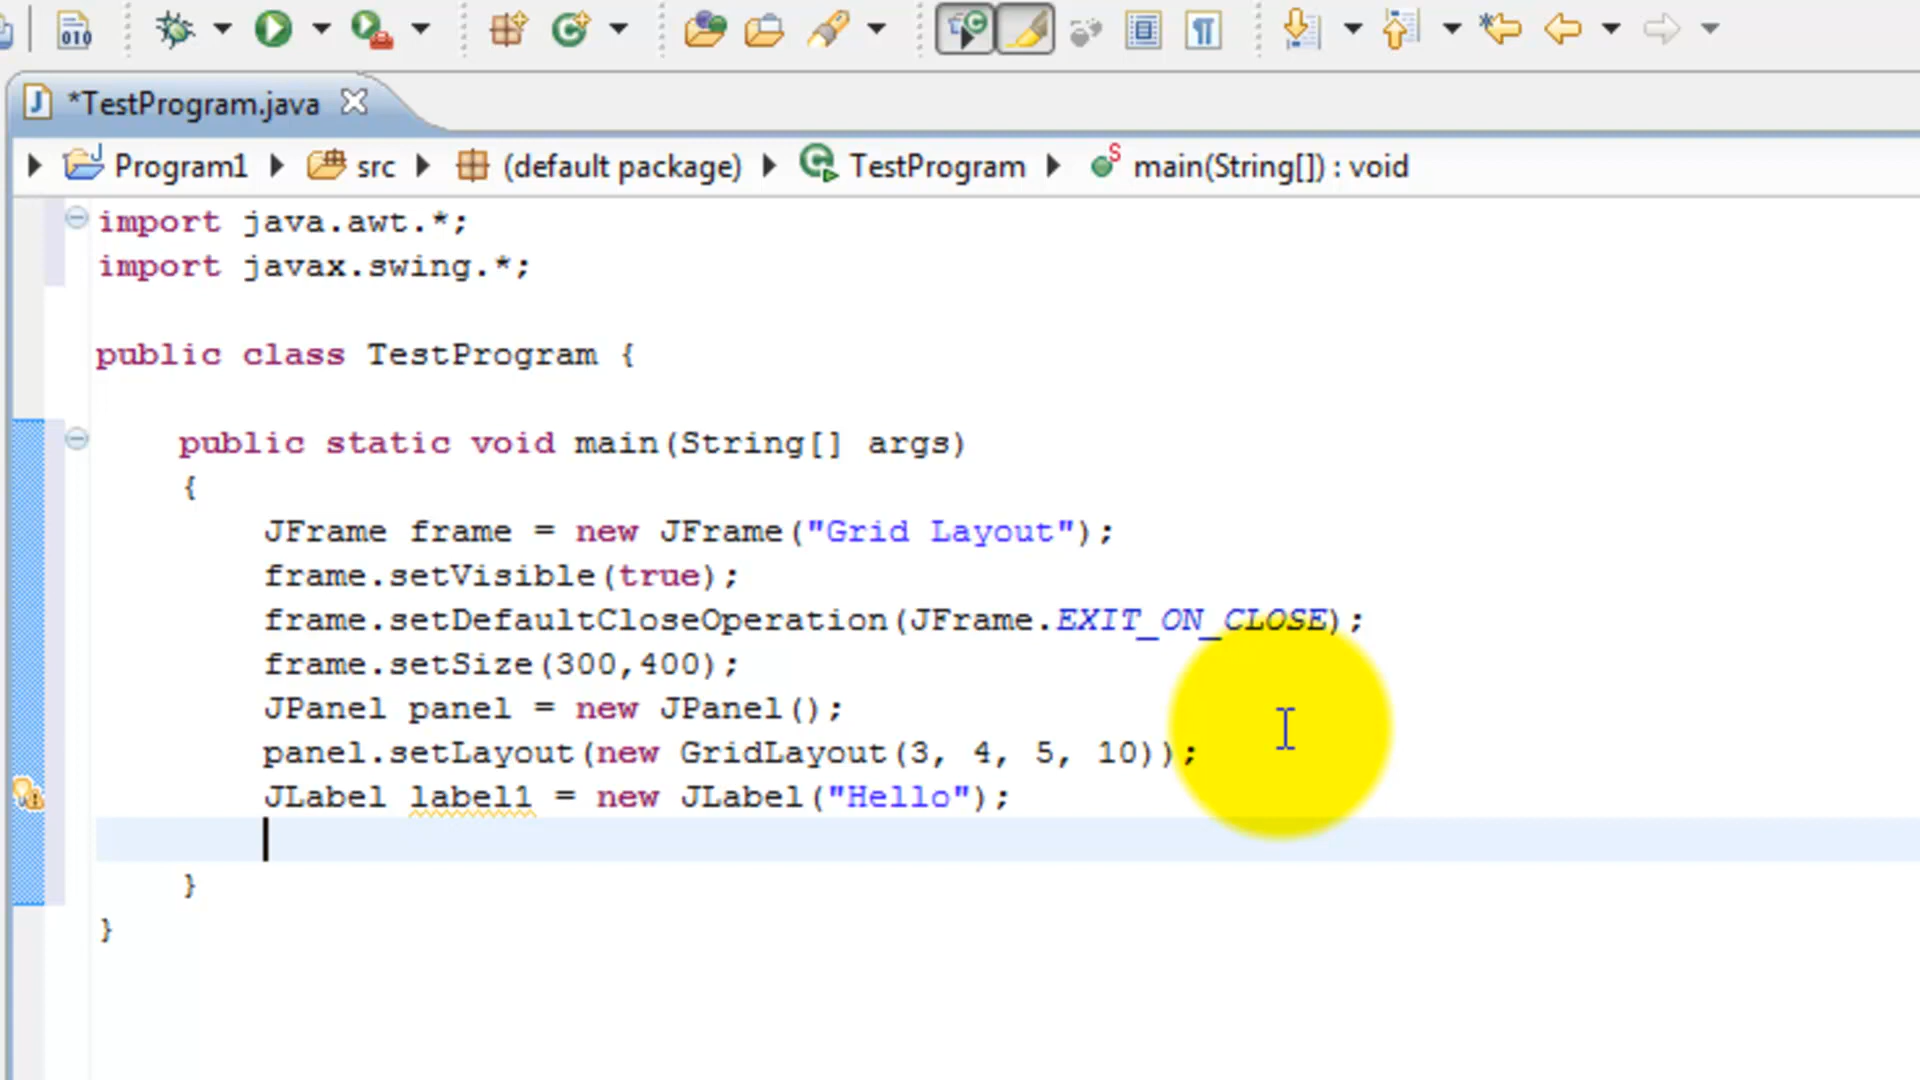 010
*TestProgram.java
Program1 src (default package) TestProgram main(String[]) : void
import java.awt.*;
import javax.swing.*;
public class TestProgram {
public static void main(String[] args)
{
JFrame frame = new JFrame("Grid Layout");
frame.setVisible(true);
frame.setDefaultCloseOperation(JFrame.EXIT_ON_CLOSE);
frame.setSize(300,400);
JPanel panel = new JPanel();
panel.setLayout(new GridLayout(3, 4, 5, 10));
JLabel label1 = new JLabel("Hello");
}
}